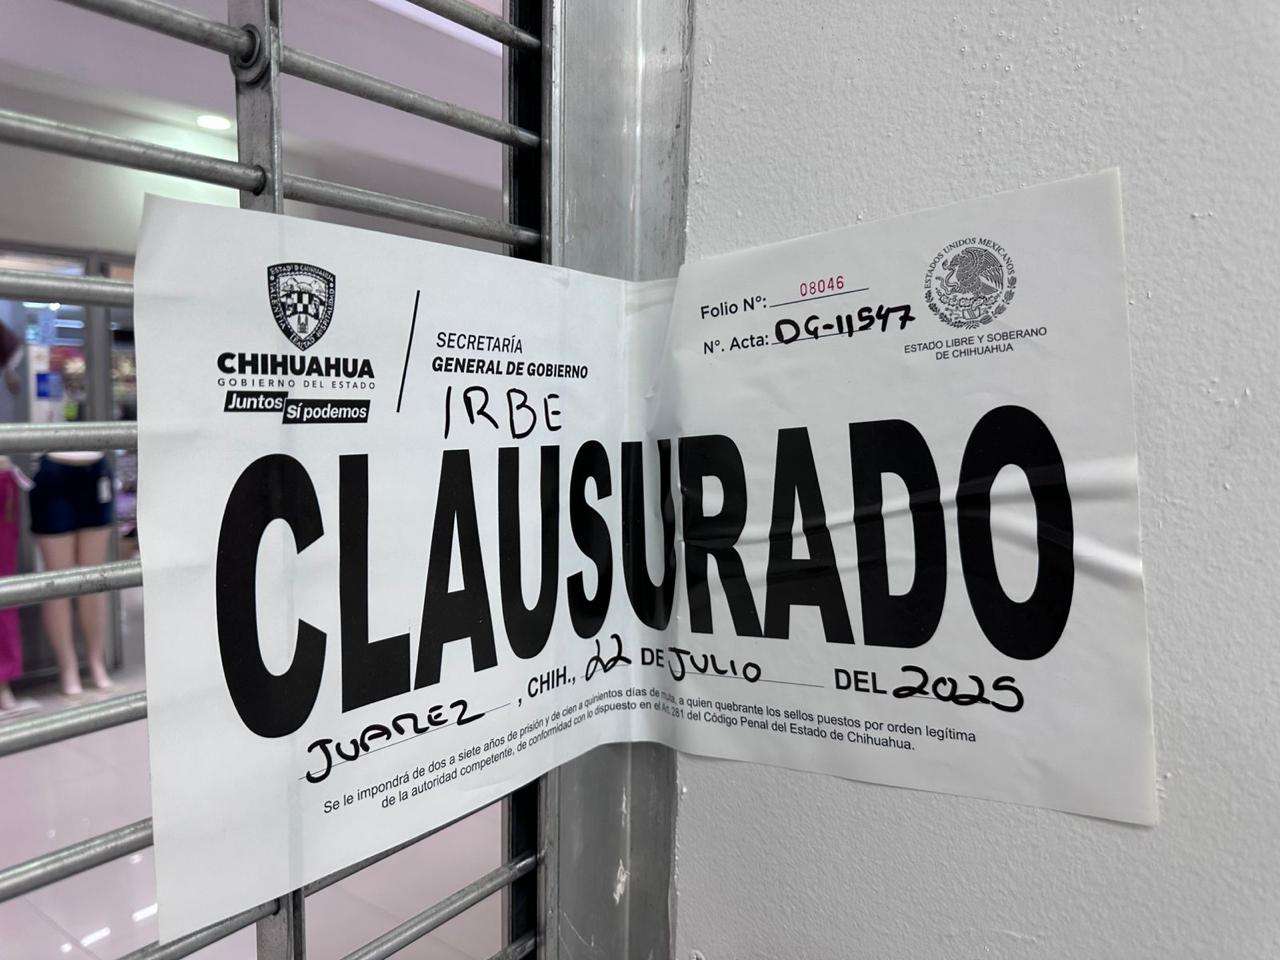 CHIHUAHUA
GOBIERNO DEL ESTADO
Juntos Sí podemos
SECRETARÍA
GENERAL DE GOBIERNO
IRBE
Folio N°: 08046
N°. Acta: DG-11547
ESTADOS UNIDOS MEXICANOS
ESTADO LIBRE Y SOBERANO
DE CHIHUAHUA
CLAUSURADO
JUAREZ, CHIH., 22 DE JULIO DEL 2025
Se le impondrá de dos a siete años de prisión y de cien a quinientos días de multa, a quien quebrante los sellos puestos por orden legítima
de la autoridad competente, de conformidad con lo dispuesto en el Art. 281 del Código Penal del Estado de Chihuahua.